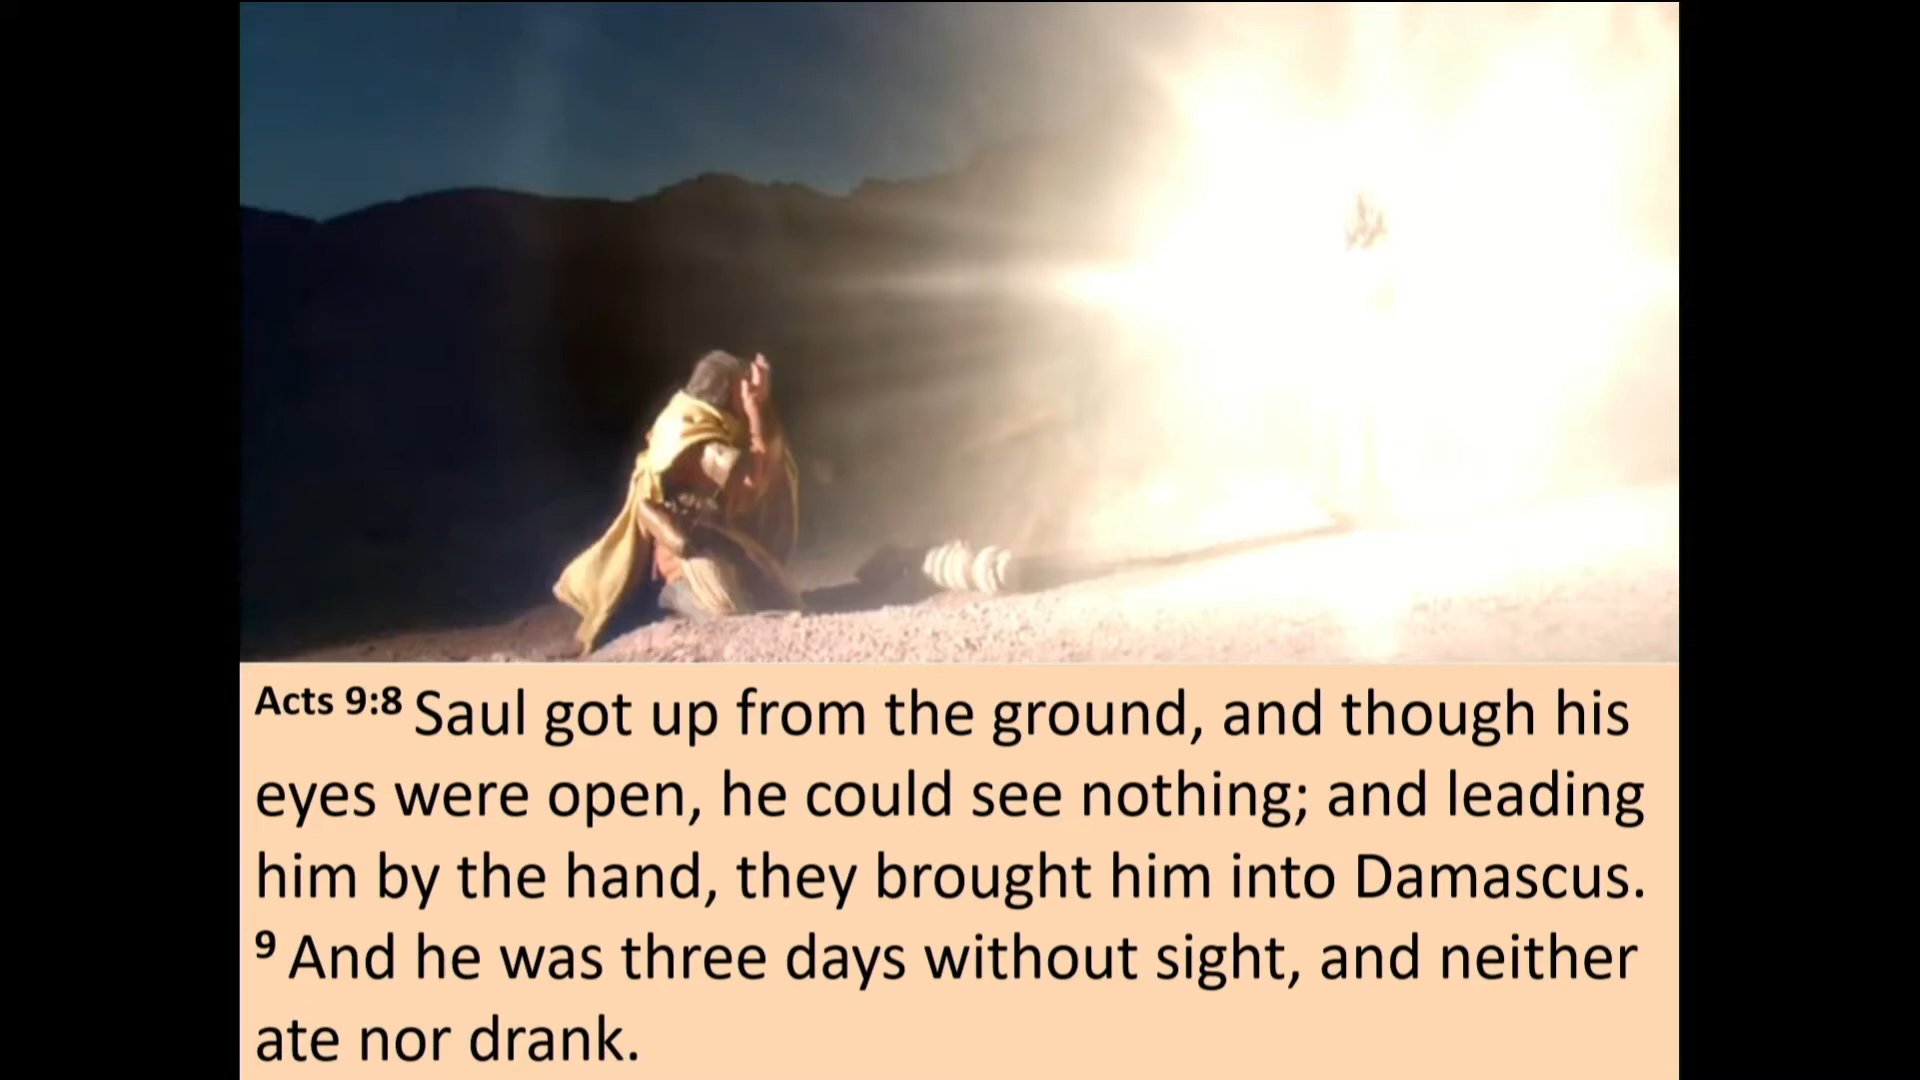 Acts 9:8 Saul got up from the ground, and though his
eyes were open, he could see nothing; and leading
him by the hand, they brought him into Damascus.
9 And he was three days without sight, and neither
ate nor drank.